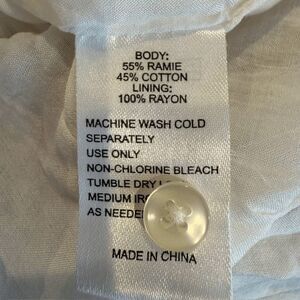 BODY:
55% RAMIE
45% COTTON
LINING:
100% RAYON
MACHINE WASH COLD
SEPARATELY
USE ONLY
NON-CHLORINE BLEACH
TUMBLE DRY
MEDIUM
AS
MADE IN CHINA